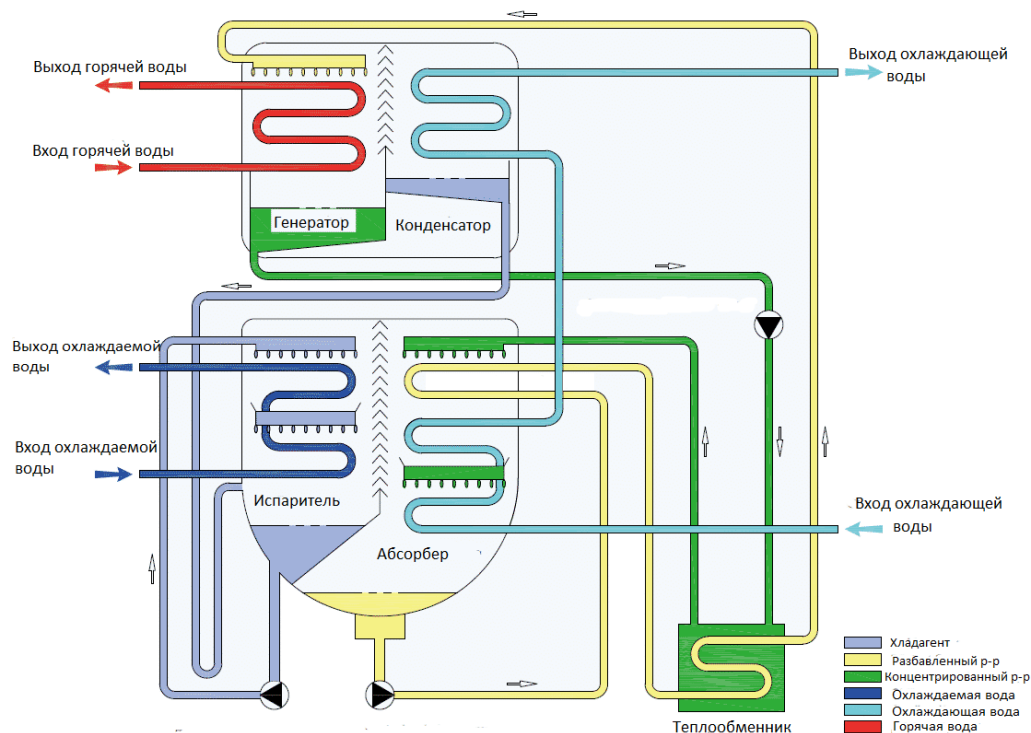 Выход горячей воды
Вход горячей воды
Выход охлаждающей
воды
Генератор
Конденсатор
Выход охлаждаемой
воды
Вход охлаждаемой
воды
Испаритель
Абсорбер
Вход охлаждающей
воды
Теплообменник
Хладагент
Разбавленный р-р
Концентрированный р-р
Охлаждаемая вода
Охлаждающая вода
Горячая вода